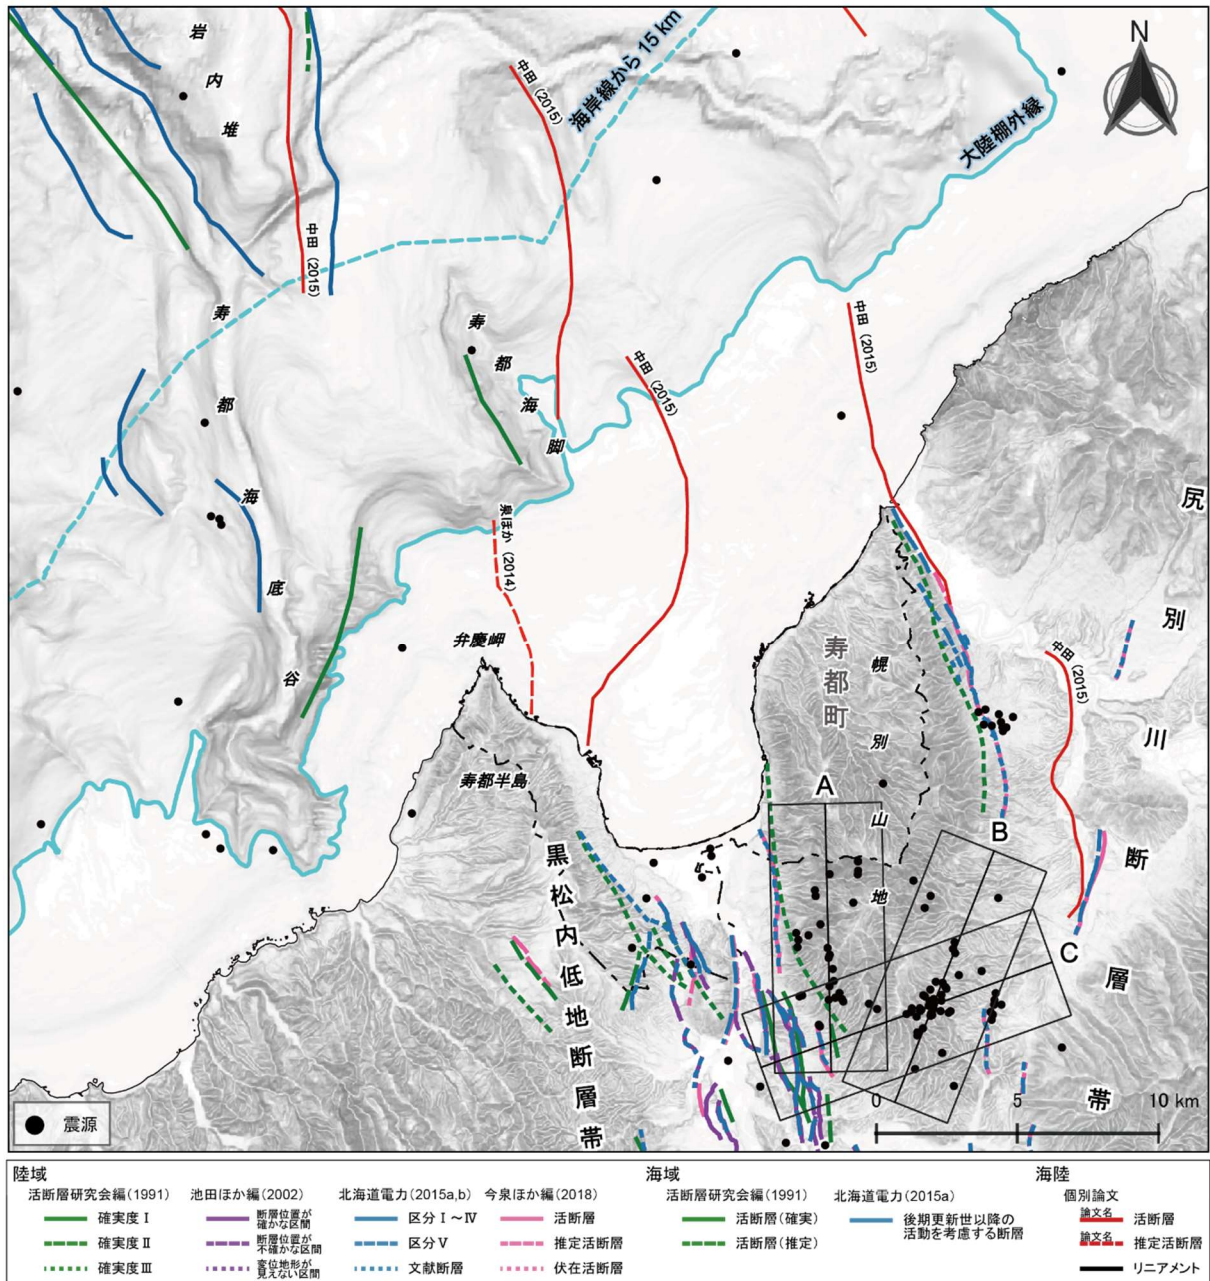 岩内堆
中田 (2015)
海岸線から 15 km
大陸棚外縁
N
中田 (2015)
中田 (2015)
中田 (2015)
寿都海底谷
寿都海脚
泉ほか (2014)
弁慶岬
寿都半島
寿都町
幌別山地
中田 (2015)
尻別川断層帯
黒松内低地断層帯
A
B
C
0 5 10 km
震源
陸域
活断層研究会編(1991)
確実度 I
確実度 II
確実度 III
池田ほか編(2002)
断層位置が
確かな区間
断層位置が
不確かな区間
変位地形が
見えない区間
北海道電力(2015a,b)
区分 I ~ IV
区分 V
文献断層
今泉ほか編(2018)
活断層
推定活断層
伏在活断層
海域
活断層研究会編(1991)
活断層(確実)
活断層(推定)
北海道電力(2015a)
後期更新世以降の
活動を考慮する断層
海陸
個別論文
論文名
活断層
論文名
推定活断層
リニアメント